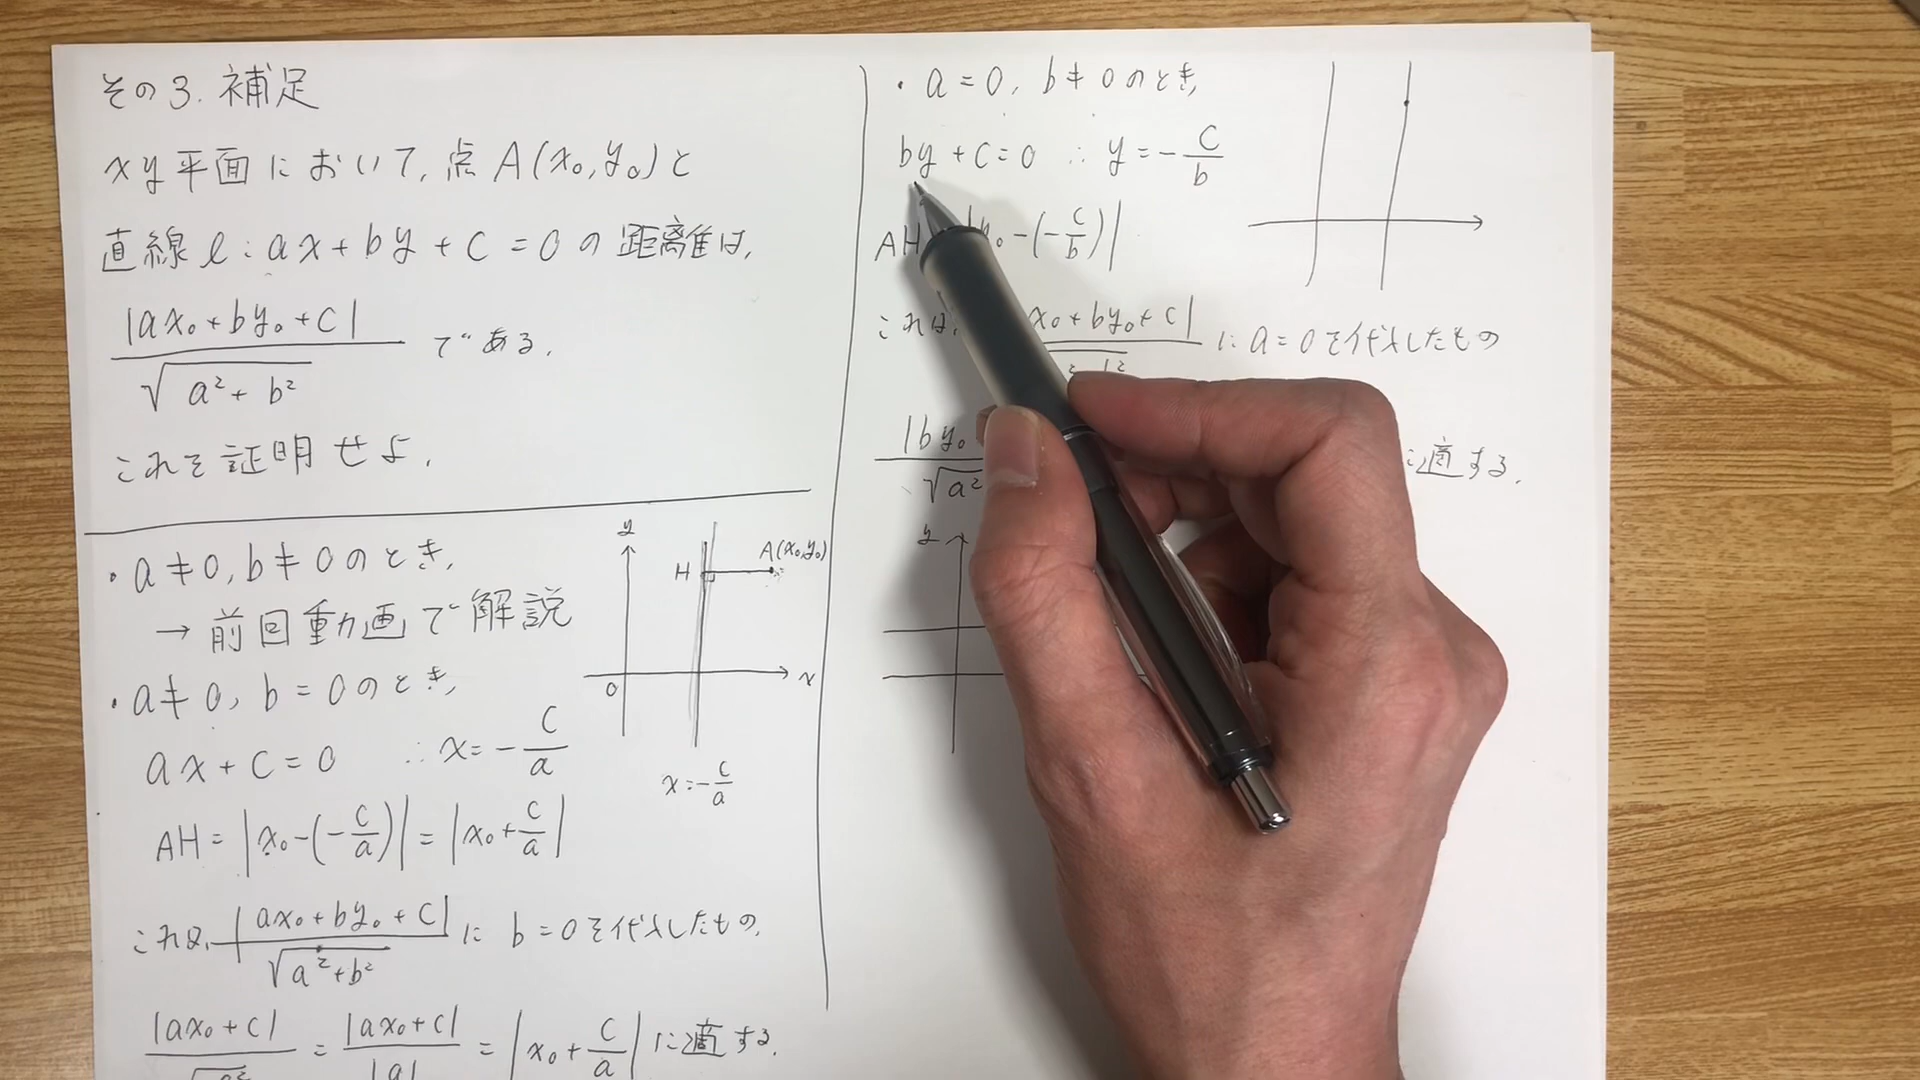 その3. 補足
xy平面において, 点A(x₀, y₀)と
直線l: ax + by + c = 0 の距離は,
|ax₀+by₀+c| / √(a²+b²) である.
これを証明せよ.
・a≠0, b≠0のとき,
→ 前回動画で解説
・a≠0, b=0のとき,
ax + c = 0 ∴ x = -c/a
AH = |x₀-(-c/a)| = |x₀+c/a|
これは, |ax₀+by₀+c| / √(a²+b²) に b=0を代入したもの.
|ax₀+c| / √a² = |ax₀+c| / |a| = |x₀+c/a| に適する.
y
H
A(x₀,y₀)
O
x
x=-c/a
・a=0, b≠0のとき,
by+c=0 ∴ y=-c/b
AH
y₀-(-c/b)|
これは,
x₀+by₀+c| に a=0を代入したもの
|by₀
√a²
に適する.
y